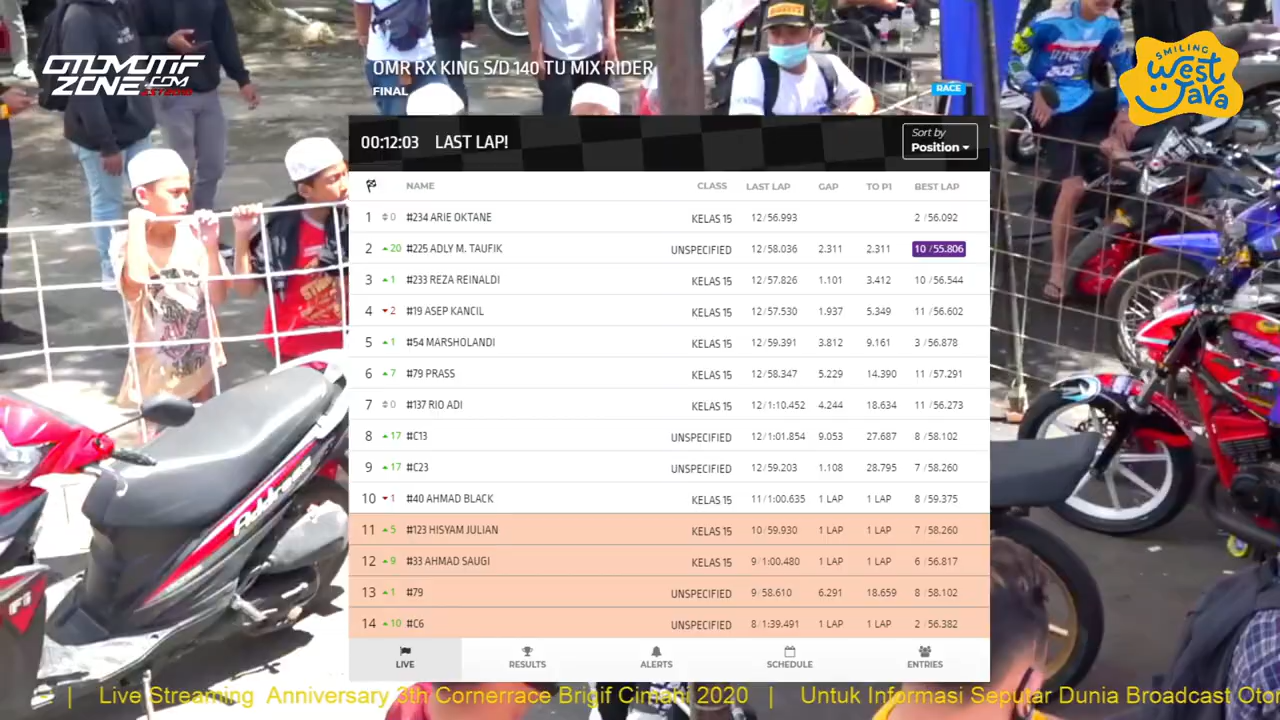 OTOMOTIF
ZONE.COM
SMILING
West
Java
OMR RX KING S/D 140 TU MIX RIDER
FINAL
RACE
00:12:03 LAST LAP!
Sort by
Position
NAME CLASS LAST LAP GAP TO P1 BEST LAP
1 0 #234 ARIE OKTANE KELAS 15 12/56.993 2/56.092
2 20 #225 ADLY M. TAUFIK UNSPECIFIED 12/58.036 2.311 2.311 10/55.806
3 1 #233 REZA REINALDI KELAS 15 12/57.826 1.101 3.412 10/56.544
4 2 #19 ASEP KANCIL KELAS 15 12/57.530 1.937 5.349 11/56.602
5 1 #54 MARSHOLANDI KELAS 15 12/59.391 3.812 9.161 3/56.878
6 7 #79 PRASS KELAS 15 12/58.347 5.229 14.390 11/57.291
7 0 #137 RIO ADI KELAS 15 12/1:10.452 4.244 18.634 11/56.273
8 17 #C13 UNSPECIFIED 12/1:01.854 9.053 27.687 8/58.102
9 17 #C23 UNSPECIFIED 12/59.203 1.108 28.795 7/58.260
10 1 #40 AHMAD BLACK KELAS 15 11/1:00.635 1 LAP 1 LAP 8/59.375
11 5 #123 HISYAM JULIAN KELAS 15 10/59.930 1 LAP 1 LAP 7/58.260
12 9 #33 AHMAD SAUGI KELAS 15 9/1:00.480 1 LAP 1 LAP 6/56.817
13 1 #79 UNSPECIFIED 9/58.610 6.291 18.659 8/58.102
14 10 #C6 UNSPECIFIED 8/1:39.491 1 LAP 1 LAP 2/56.382
LIVE RESULTS ALERTS SCHEDULE ENTRIES
Address
- | Live Streaming Anniversary 3th Cornerrace Brigif Cimahi 2020 | Untuk Informasi Seputar Dunia Broadcast Otor